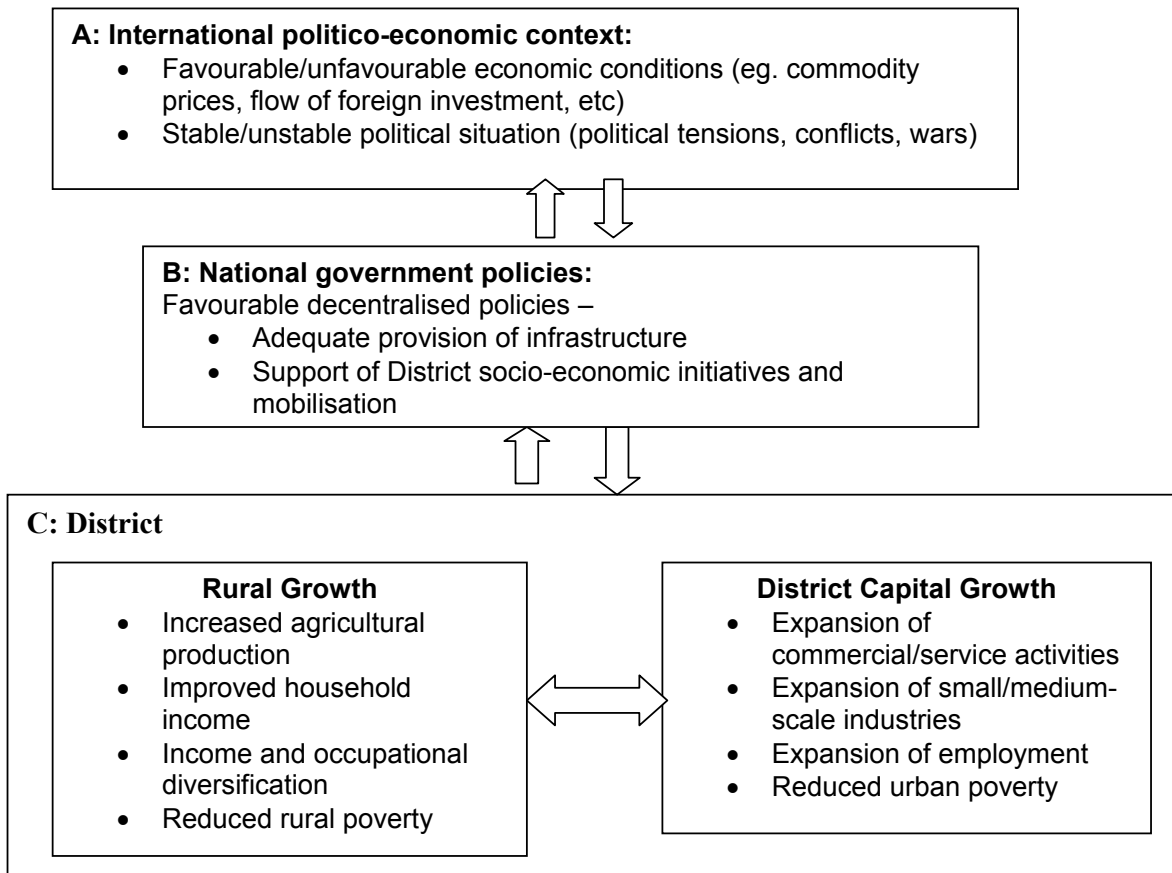 A: International politico-economic context:
• Favourable/unfavourable economic conditions (eg. commodity
prices, flow of foreign investment, etc)
• Stable/unstable political situation (political tensions, conflicts, wars)
B: National government policies:
Favourable decentralised policies –
• Adequate provision of infrastructure
• Support of District socio-economic initiatives and
mobilisation
C: District
Rural Growth
• Increased agricultural
production
• Improved household
income
• Income and occupational
diversification
• Reduced rural poverty
District Capital Growth
• Expansion of
commercial/service activities
• Expansion of small/medium-
scale industries
• Expansion of employment
• Reduced urban poverty